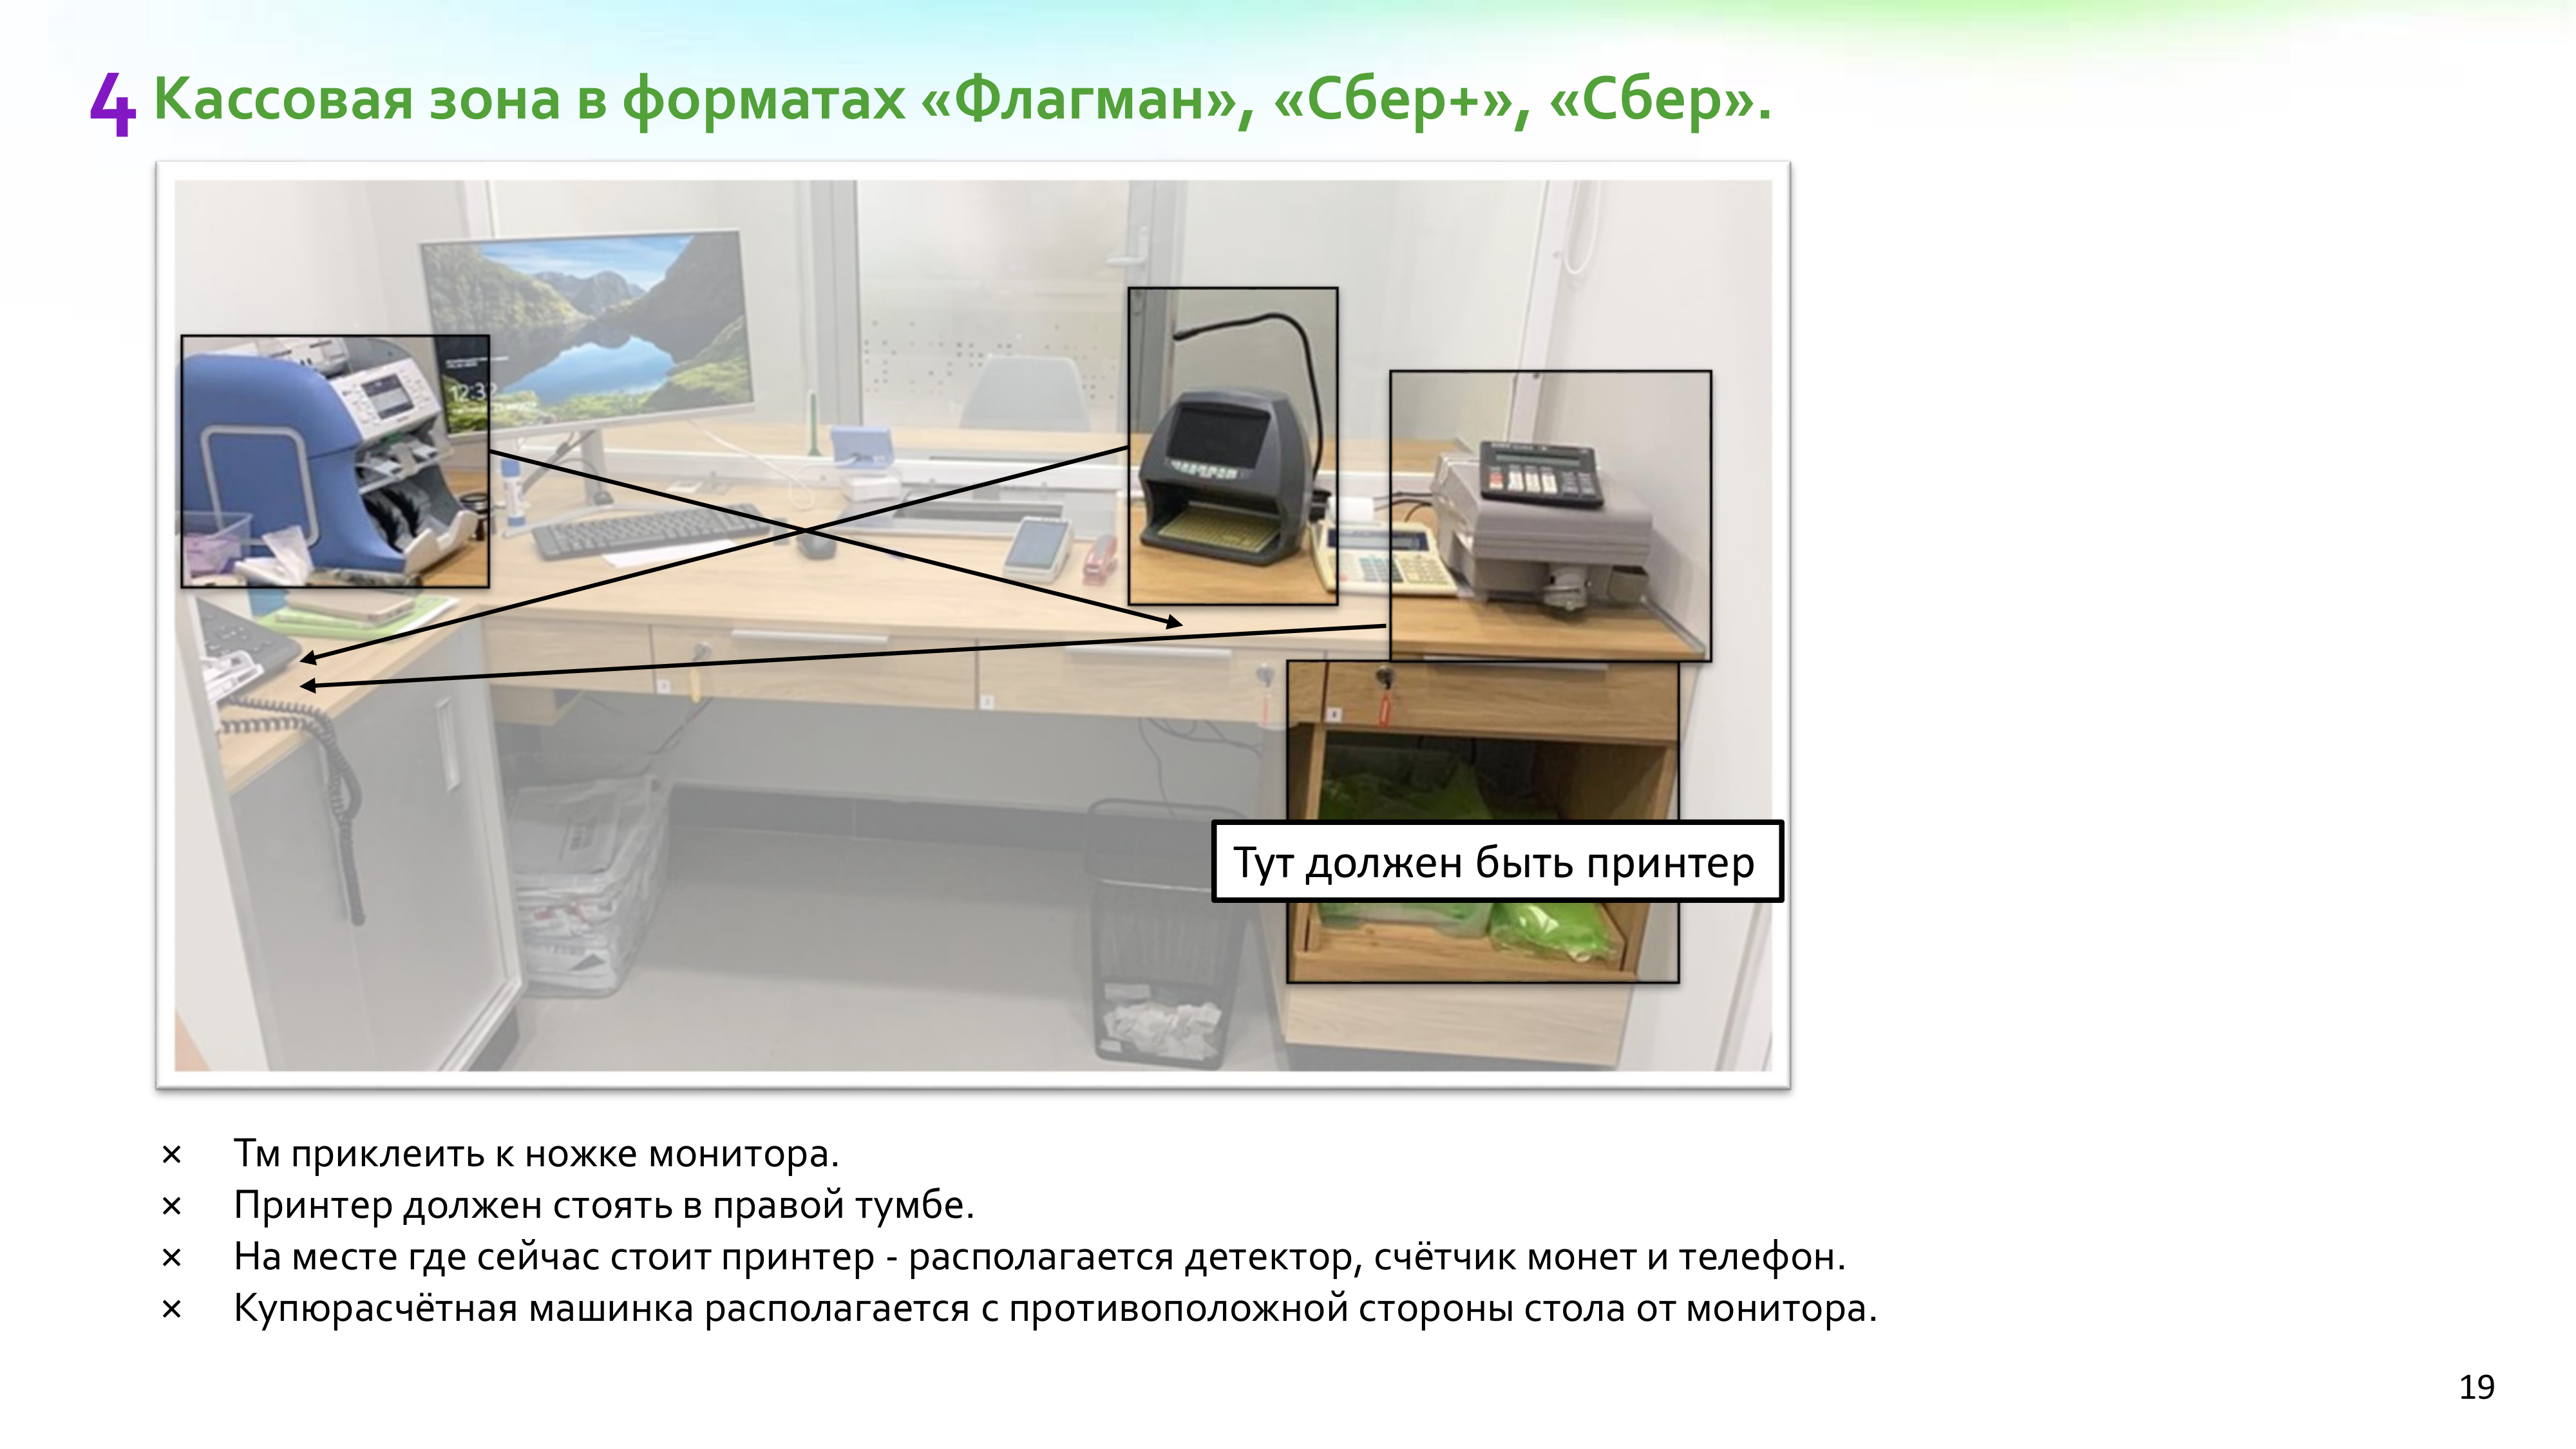 4 Кассовая зона в форматах «Флагман», «Сбер+», «Сбер».
12:32
Тут должен быть принтер
× Тм приклеить к ножке монитора.
× Принтер должен стоять в правой тумбе.
× На месте где сейчас стоит принтер - располагается детектор, счётчик монет и телефон.
× Купюрасчётная машинка располагается с противоположной стороны стола от монитора.
19